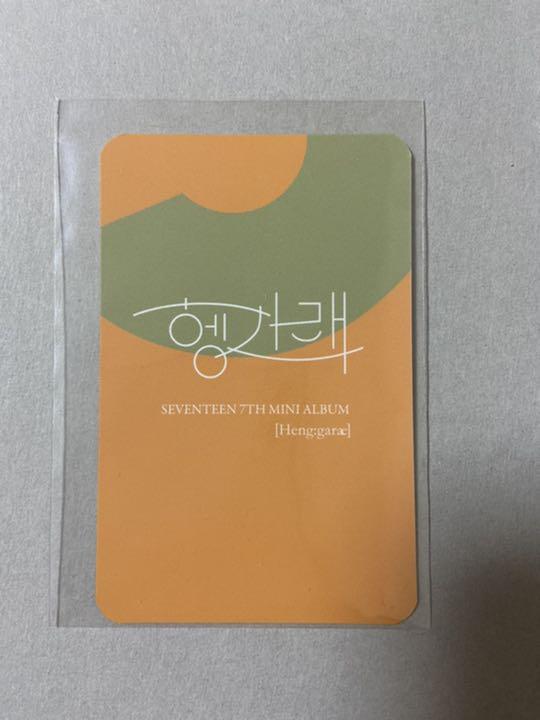 헹가래
SEVENTEEN 7TH MINI ALBUM
[Heng:garæ]